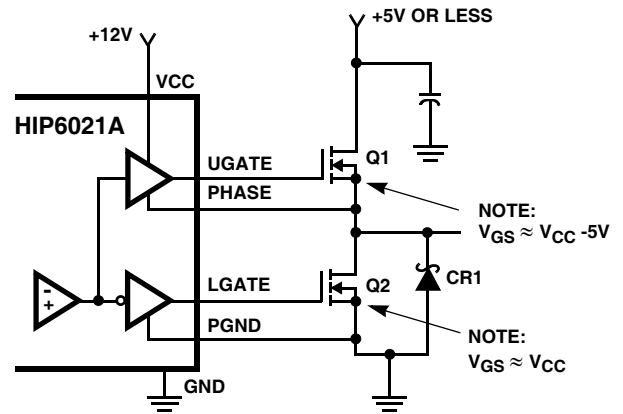 +5V OR LESS
+12V
VCC
HIP6021A
UGATE
Q1
PHASE
NOTE:
VGS ≈ VCC -5V
LGATE
Q2
CR1
- +
PGND
NOTE:
VGS ≈ VCC
GND